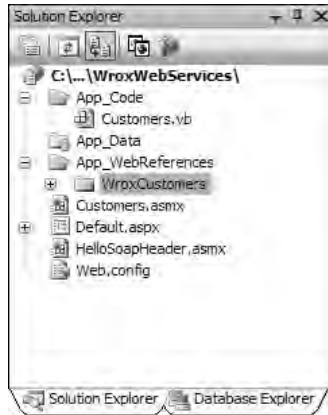 Solution Explorer
C:\...\WroxWebServices\
App_Code
Customers.vb
App_Data
App_WebReferences
WroxCustomers
Customers.asmx
Default.aspx
HelloSoapHeader.asmx
Web.config
Solution Explorer Database Explorer